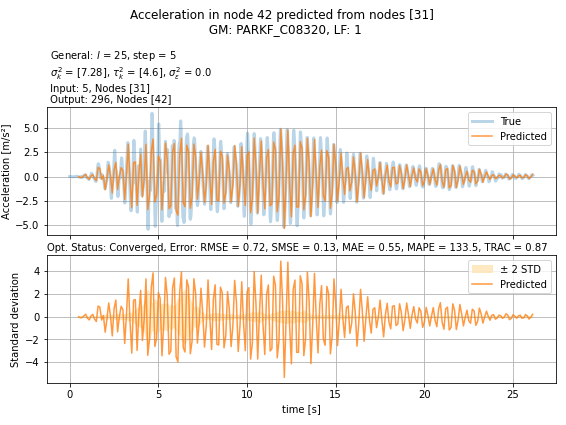 Acceleration in node 42 predicted from nodes [31]
GM: PARKF_C08320, LF: 1
General: l = 25, step = 5
σ²ₖ = [7.28], τ²ₖ = [4.6], σ²ε = 0.0
Input: 5, Nodes [31]
Output: 296, Nodes [42]
Acceleration [m/s²]
5.0
2.5
0.0
−2.5
−5.0
True
Predicted
Opt. Status: Converged, Error: RMSE = 0.72, SMSE = 0.13, MAE = 0.55, MAPE = 133.5, TRAC = 0.87
Standard deviation
4
2
0
−2
−4
± 2 STD
Predicted
0 5 10 15 20 25
time [s]